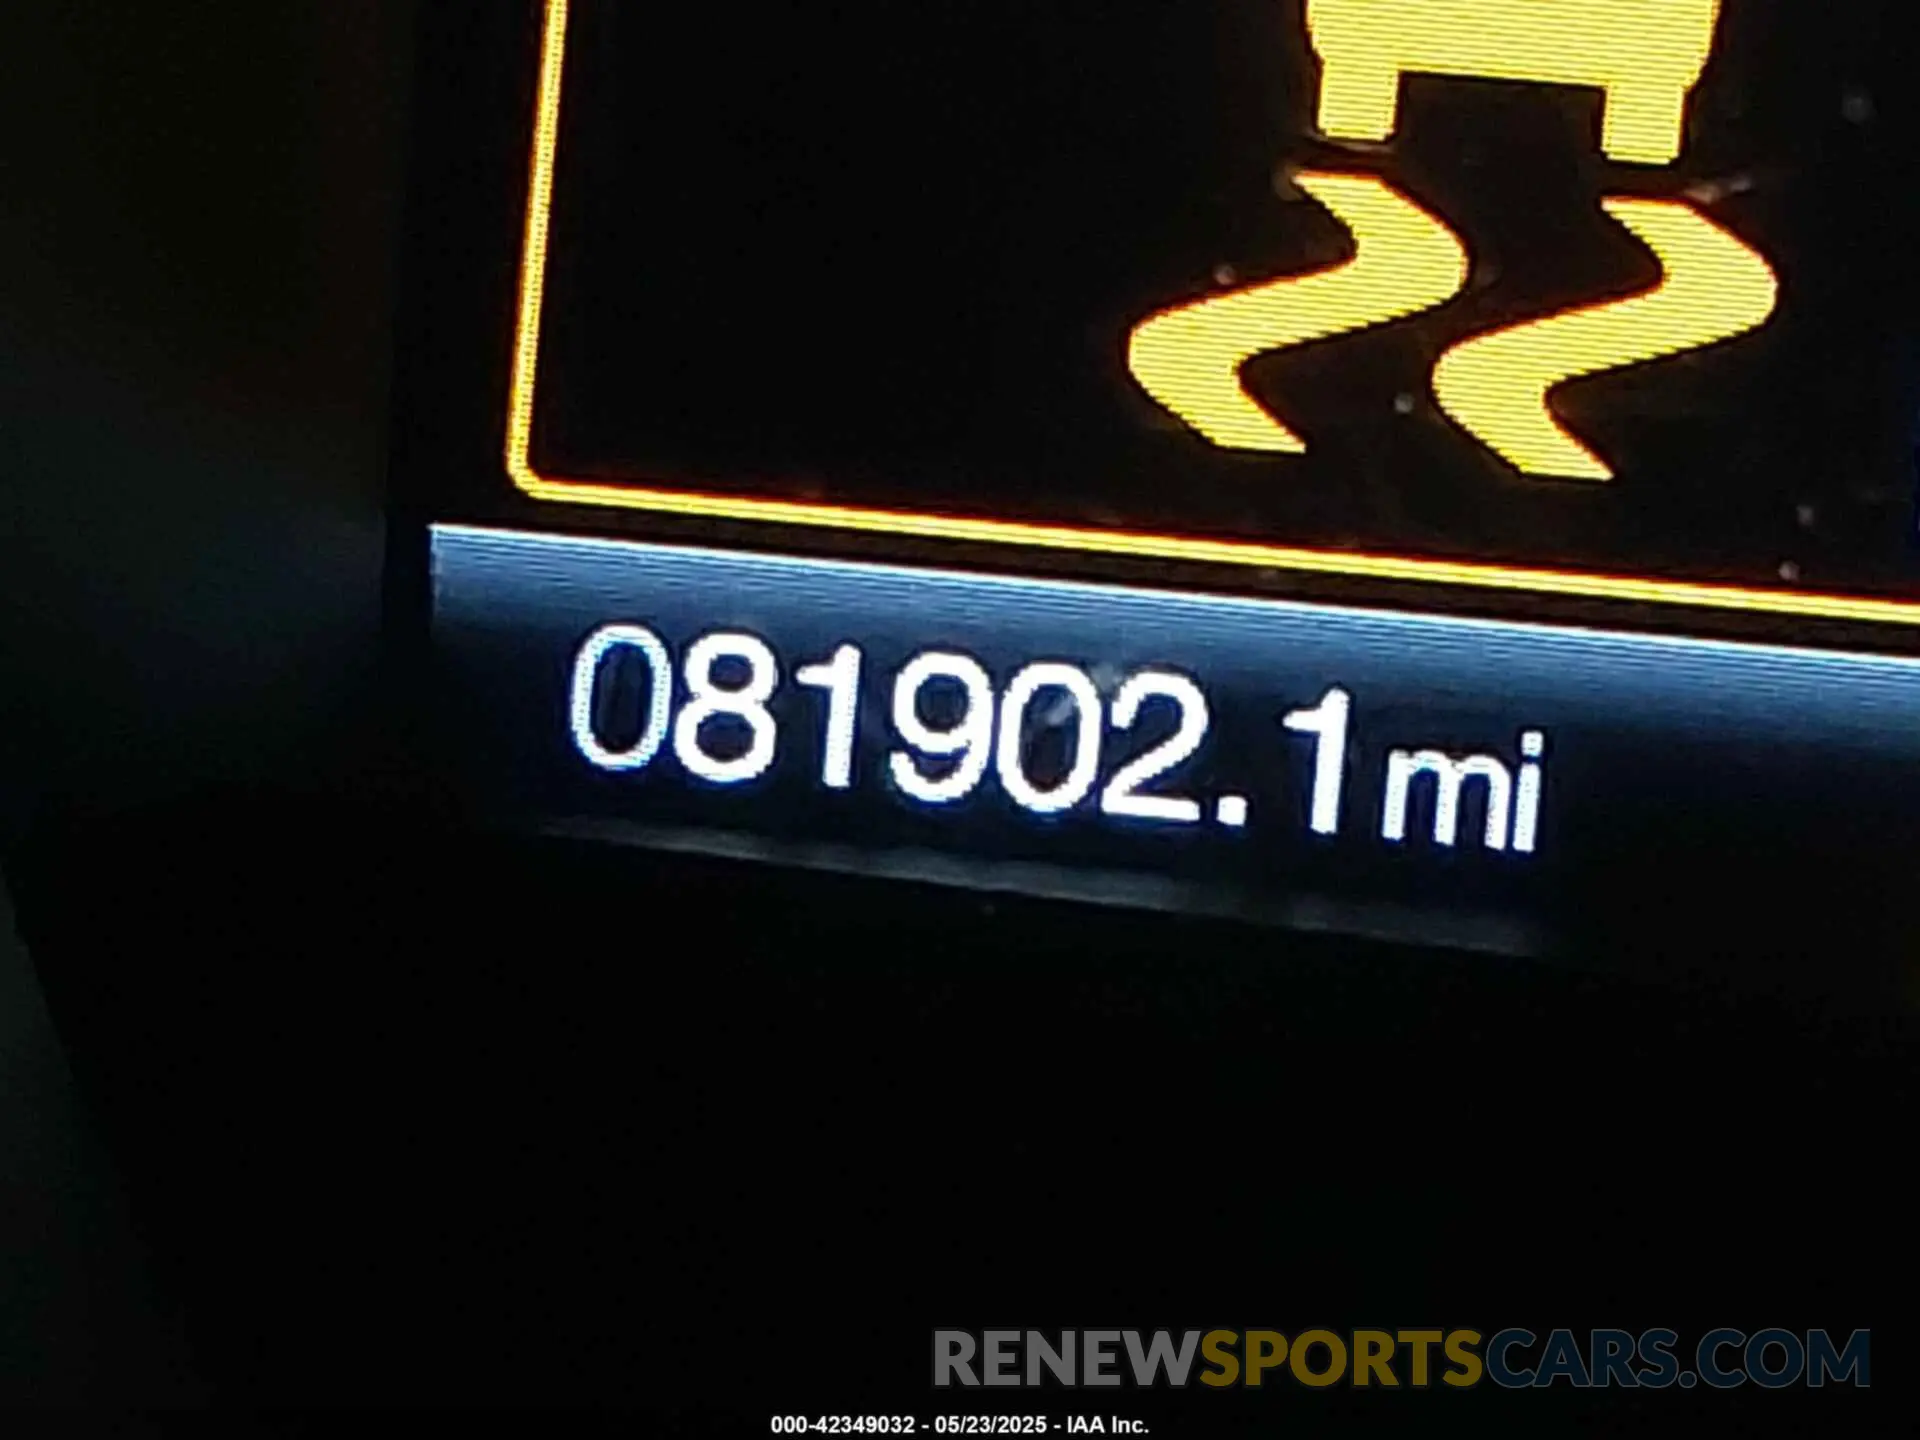 081902.1mi
RENEWSPORTSCARS.COM
000-42349032 - 05/23/2025 - IAA Inc.